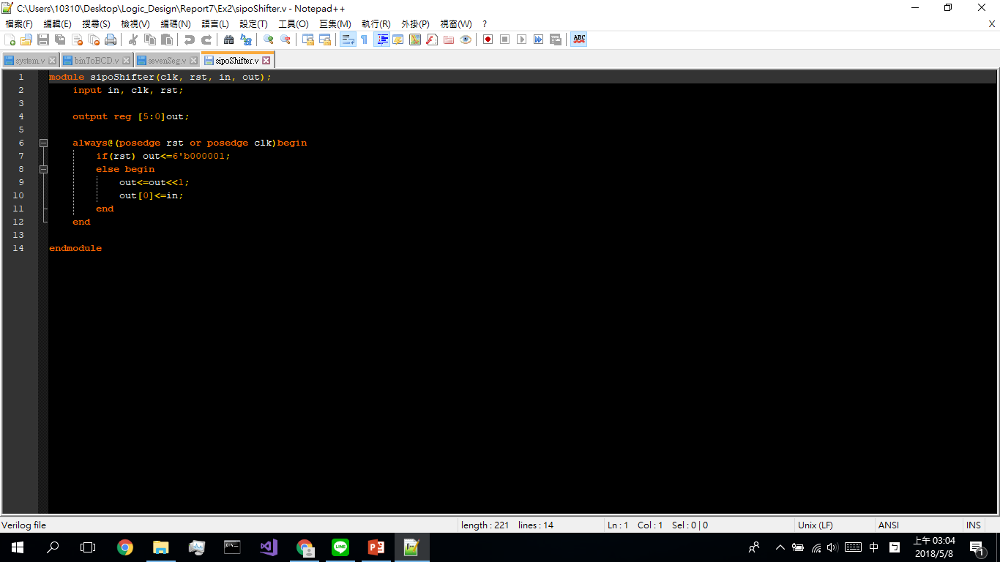 C:\Users\10310\Desktop\Logic_Design\Report7\Ex2\sipoShifter.v - Notepad++
檔案(F) 編輯(E) 搜尋(S) 檢視(V) 編碼(N) 語言(L) 設定(T) 工具(O) 巨集(M) 執行(R) 外掛(P) 視窗(W) ? X
system.v binToBCD.v sevenSeg.v sipoShifter.v
1 module sipoShifter(clk, rst, in, out);
2     input in, clk, rst;
3
4     output reg [5:0]out;
5
6     always@(posedge rst or posedge clk)begin
7         if(rst) out<=6'b000001;
8         else begin
9             out<=out<<1;
10             out[0]<=in;
11         end
12     end
13
14 endmodule
Verilog file length : 221 lines : 14 Ln : 1 Col : 1 Sel : 0 | 0 Unix (LF) ANSI INS
中 上午 03:04
2018/5/8 1